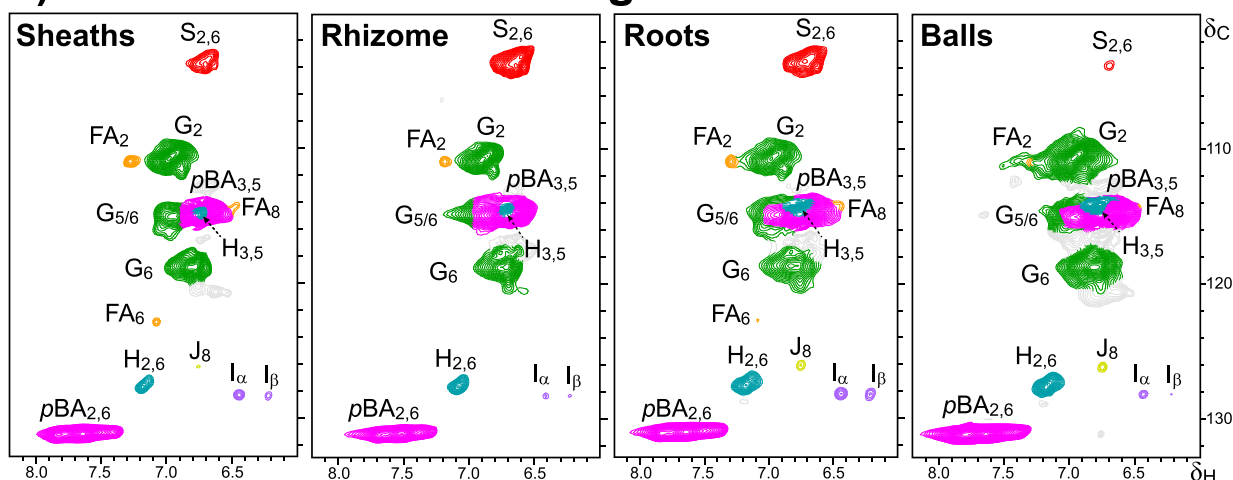 Sheaths
S2,6
FA2
G2
pBA3,5
G5/6
FA8
H3,5
G6
FA6
H2,6
J8
Iα
Iβ
pBA2,6
8.0 7.5 7.0 6.5
Rhizome
S2,6
FA2
G2
pBA3,5
G5/6
H3,5
G6
H2,6
Iα
Iβ
pBA2,6
8.0 7.5 7.0 6.5
Roots
S2,6
FA2
G2
pBA3,5
G5/6
FA8
H3,5
G6
FA6
H2,6
J8
Iα
Iβ
pBA2,6
8.0 7.5 7.0 6.5
Balls
S2,6
FA2
G2
pBA3,5
G5/6
FA8
H3,5
G6
H2,6
J8
Iα
Iβ
pBA2,6
8.0 7.5 7.0 6.5
δC
110
120
130
δH